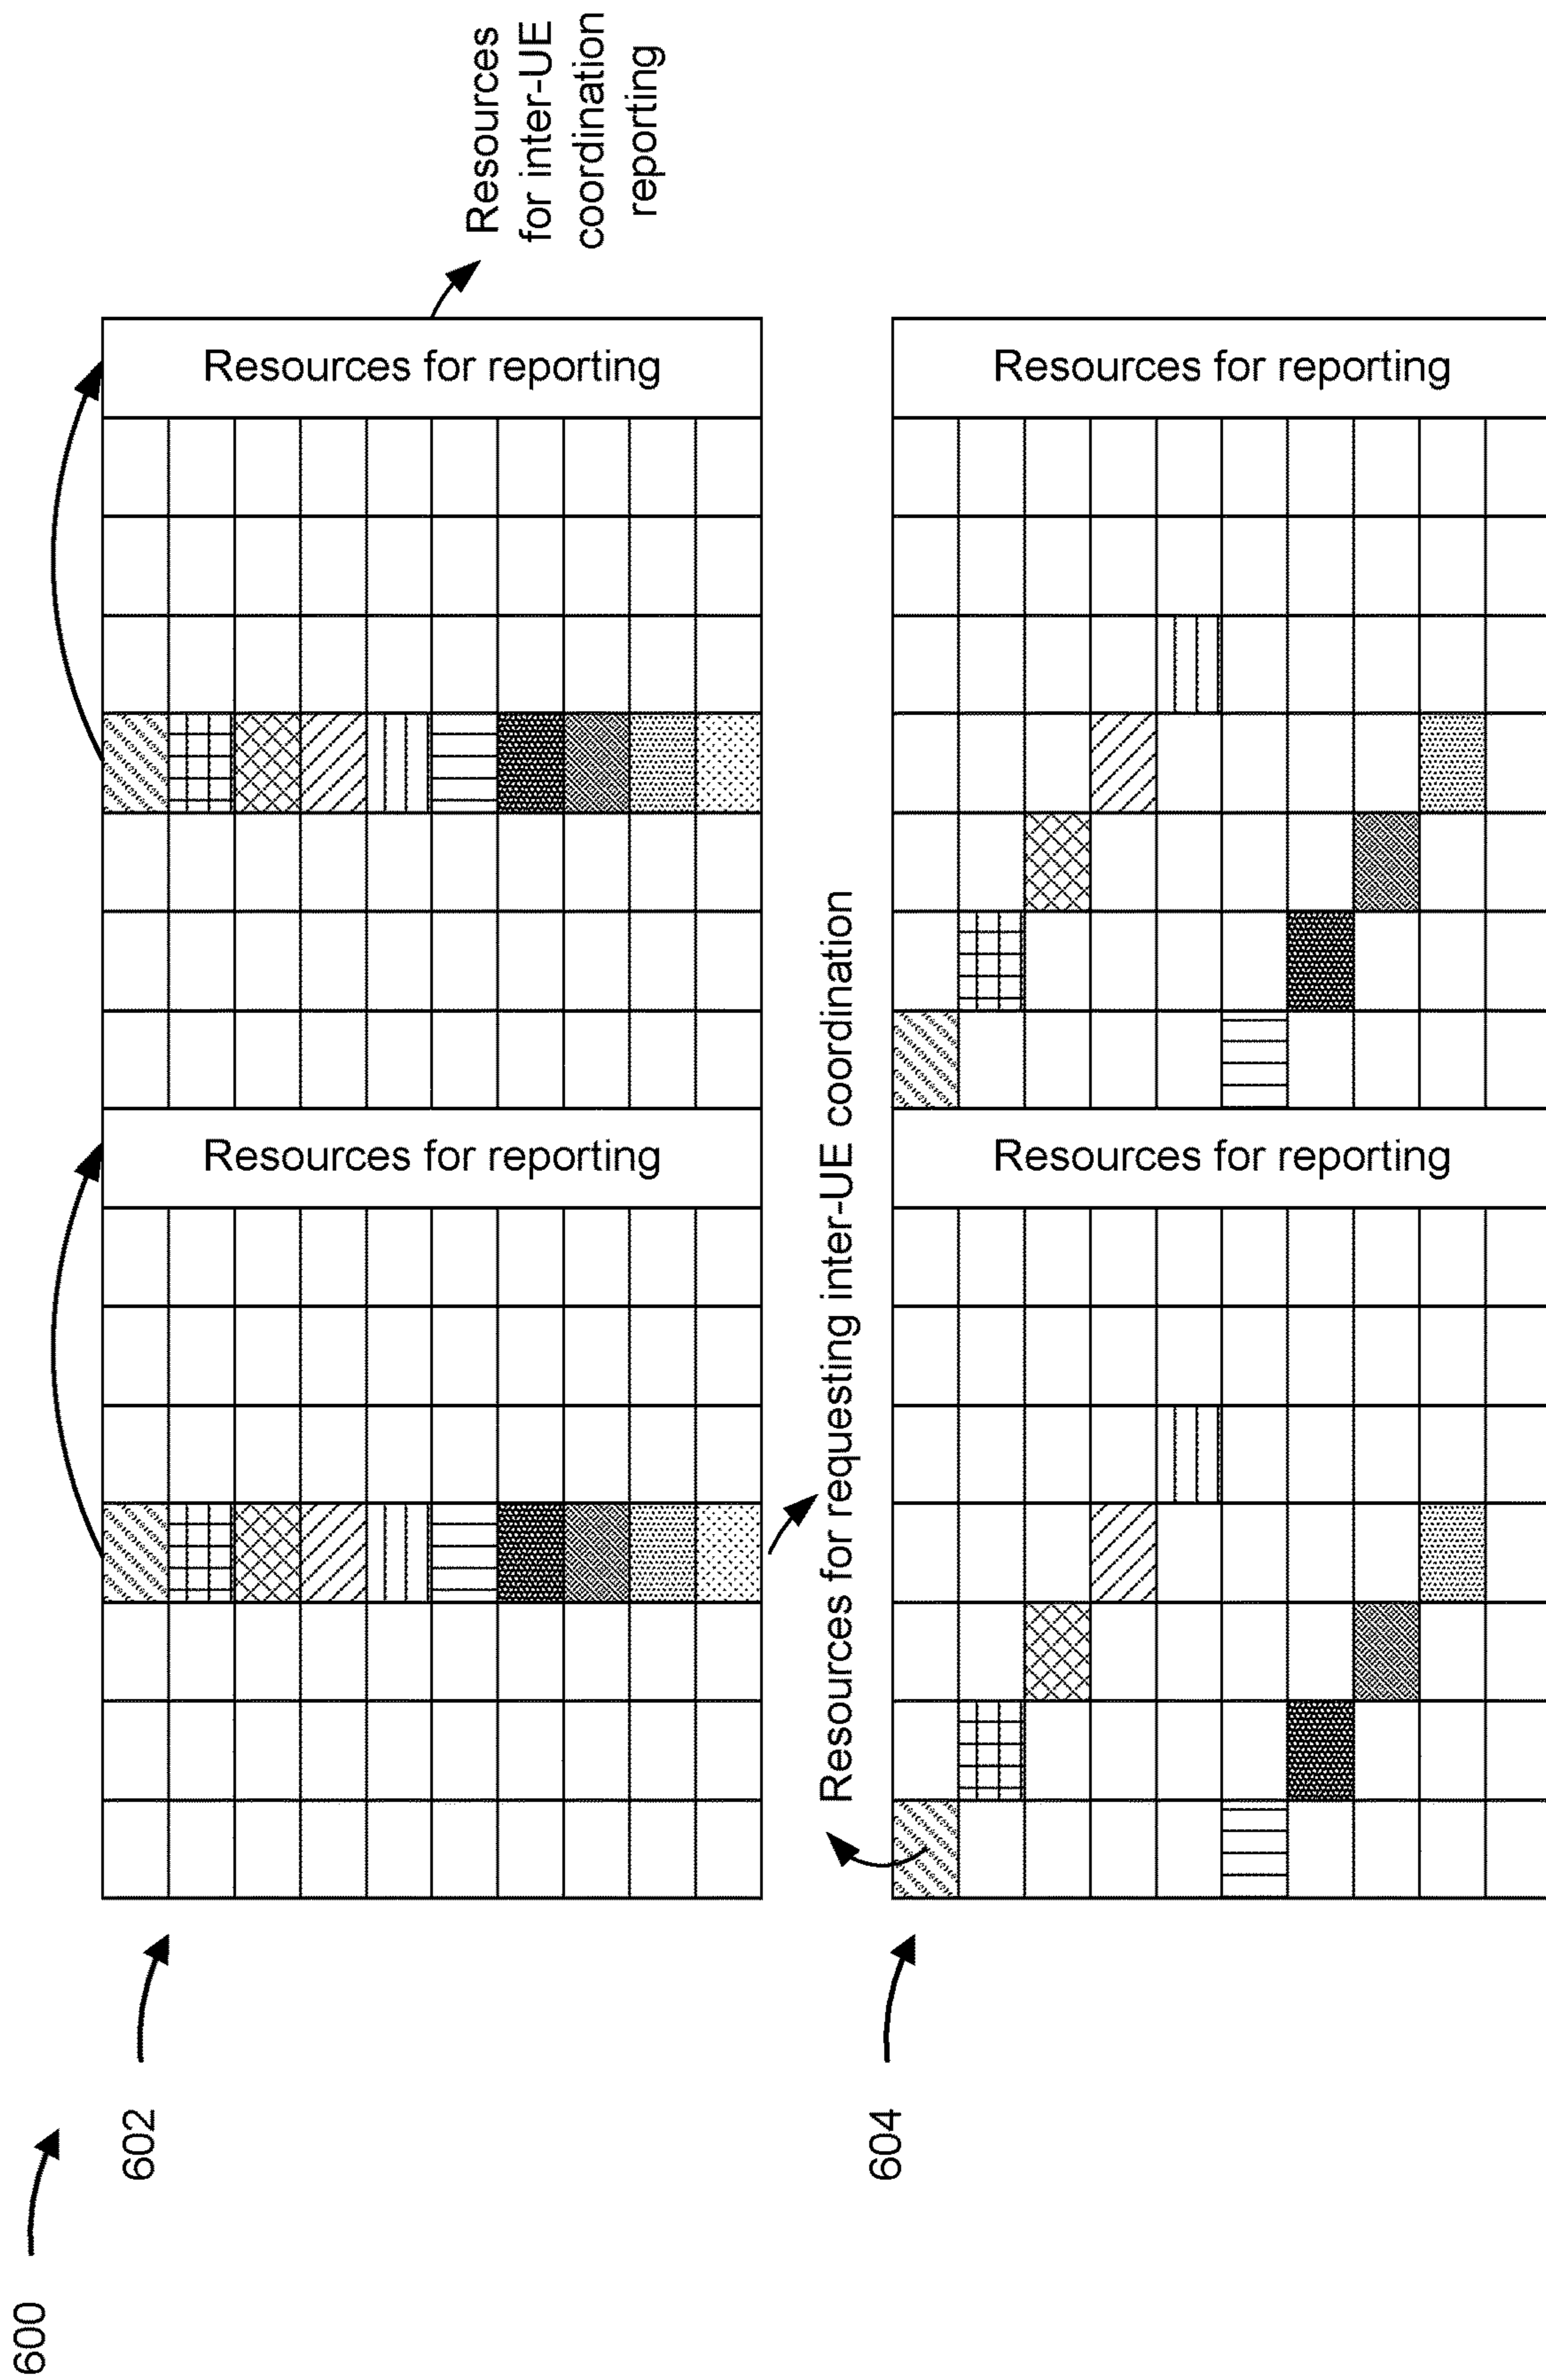 600
602
Resources for reporting
Resources for reporting
Resources
for inter-UE
coordination
reporting
Resources for requesting inter-UE coordination
604
Resources for reporting
Resources for reporting